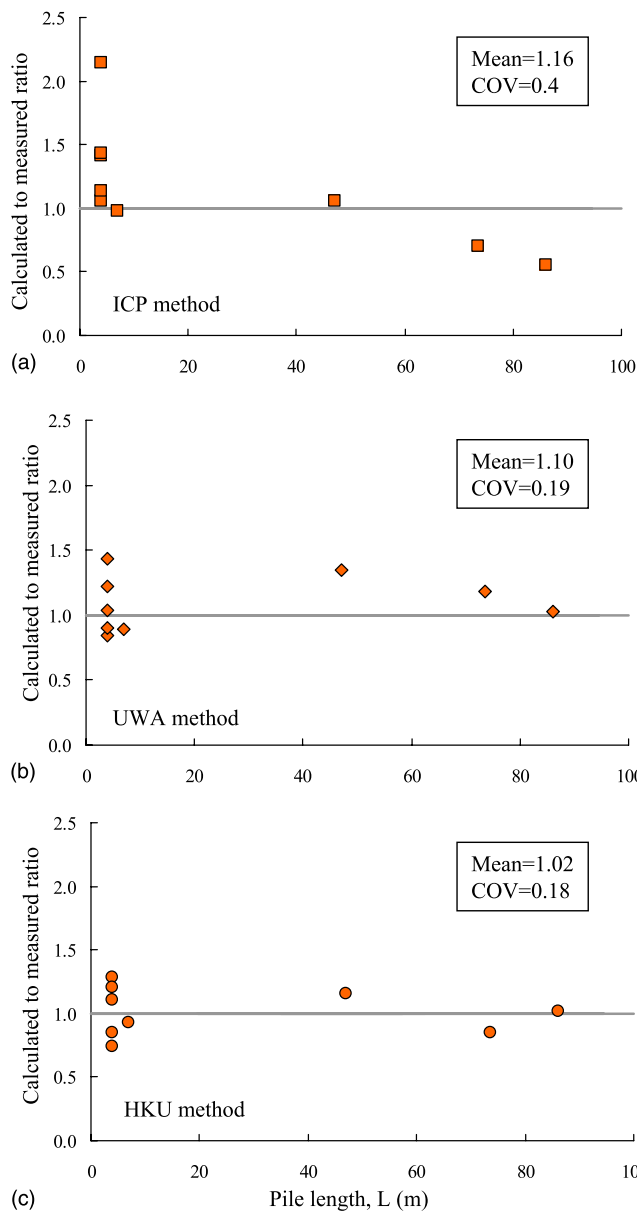 2.5
2.0
1.5
1.0
0.5
0.0
Calculated to measured ratio
Mean=1.16
COV=0.4
ICP method
(a)
0 20 40 60 80 100
2.5
2.0
1.5
1.0
0.5
0.0
Calculated to measured ratio
Mean=1.10
COV=0.19
UWA method
(b)
0 20 40 60 80 100
2.5
2.0
1.5
1.0
0.5
0.0
Calculated to measured ratio
Mean=1.02
COV=0.18
HKU method
0 20 40 60 80 100
(c)
Pile length, L (m)